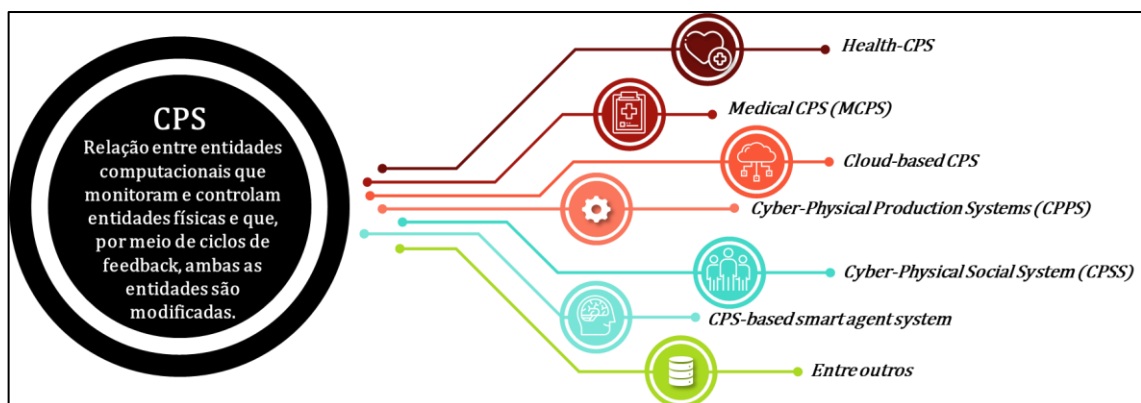 CPS
Relação entre entidades
computacionais que
monitoram e controlam
entidades físicas e que,
por meio de ciclos de
feedback, ambas as
entidades são
modificadas.
Health-CPS
Medical CPS (MCPS)
Cloud-based CPS
Cyber-Physical Production Systems (CPPS)
Cyber-Physical Social System (CPSS)
CPS-based smart agent system
Entre outros